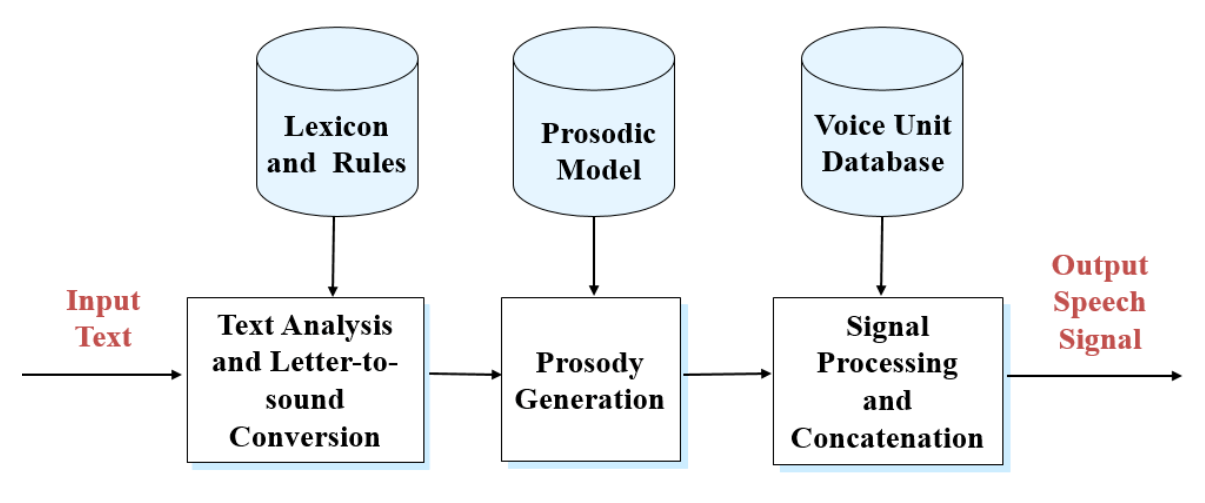 Lexicon
and Rules
Prosodic
Model
Voice Unit
Database
Input
Text
Text Analysis
and Letter-to-
sound
Conversion
Prosody
Generation
Signal
Processing
and
Concatenation
Output
Speech
Signal